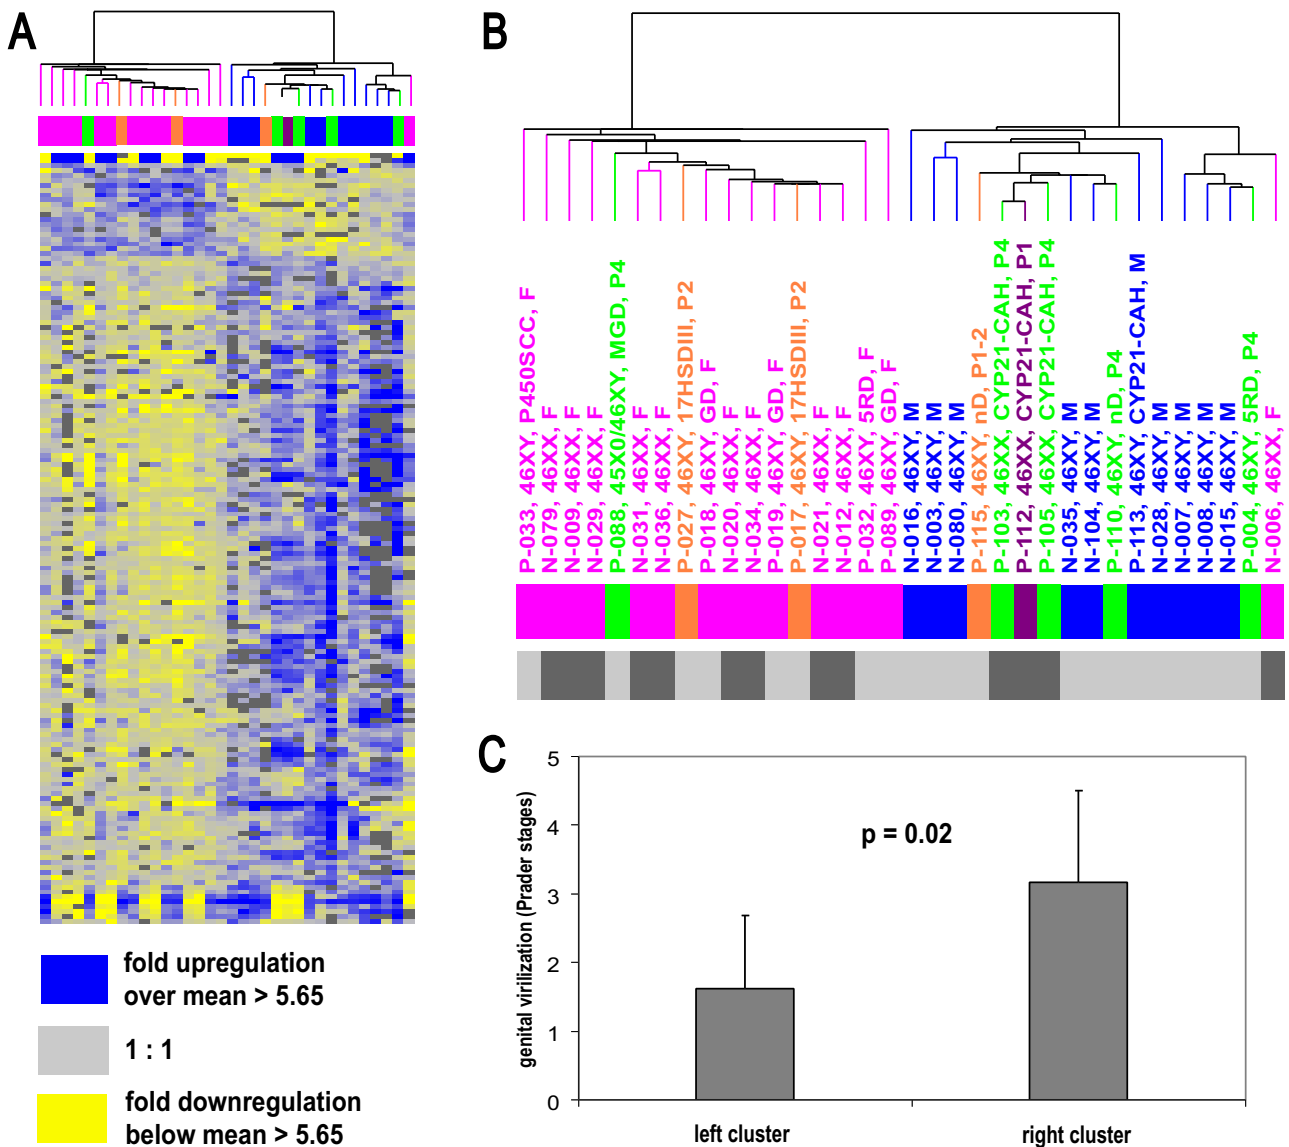 A
B
P-033, 46XY, P450SCC, F
N-079, 46XX, F
N-009, 46XX, F
N-029, 46XX, F
P-088, 45X0/46XY, MGD, P4
N-031, 46XX, F
N-036, 46XX, F
P-027, 46XY, 17HSDIII, P2
P-018, 46XY, GD, F
N-020, 46XX, F
N-034, 46XX, F
P-019, 46XY, GD, F
P-017, 46XY, 17HSDIII, P2
N-021, 46XX, F
N-012, 46XX, F
P-032, 46XY, 5RD, F
P-089, 46XY, GD, F
N-016, 46XY, M
N-003, 46XY, M
N-080, 46XY, M
P-115, 46XY, nD, P1-2
P-103, 46XX, CYP21-CAH, P4
P-112, 46XX, CYP21-CAH, P1
P-105, 46XX, CYP21-CAH, P4
N-035, 46XY, M
N-104, 46XY, M
P-110, 46XY, nD, P4
P-113, 46XY, CYP21-CAH, M
N-028, 46XY, M
N-007, 46XY, M
N-008, 46XY, M
N-015, 46XY, M
P-004, 46XY, 5RD, P4
N-006, 46XX, F
fold upregulation
over mean > 5.65
1 : 1
fold downregulation
below mean > 5.65
C
genital virilization (Prader stages)
5
4
3
2
1
0
p = 0.02
left cluster
right cluster